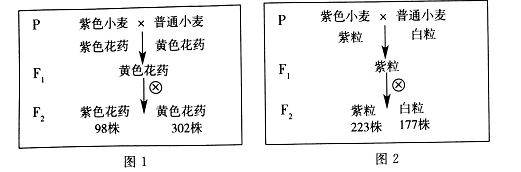 P 紫色小麦 × 普通小麦
紫色花药 黄色花药
F1 黄色花药
⊗
F2 紫色花药 黄色花药
98株 302株
图 1
P 紫色小麦 × 普通小麦
紫粒 白粒
F1 紫粒
⊗
F2 紫粒 白粒
223株 177株
图 2